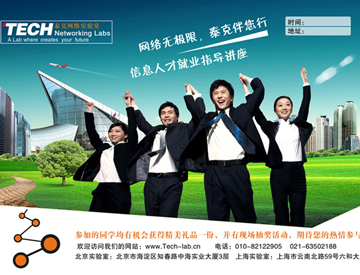 TECH 泰克网络实验室
Networking Labs
A Lab where creates your future
时间:
地址:
网络无极限，泰克伴您行
信息人才就业指导讲座
参加的同学均有机会获得精美礼品一份、并有现场抽奖活动，期待您的热情参与
欢迎访问我们的网站：www.Tech-lab.cn 电话：010-82122905 021-63502188
北京实验室：北京市海淀区知春路中海实业大厦3层 上海实验室：上海市云南北路59号六和大